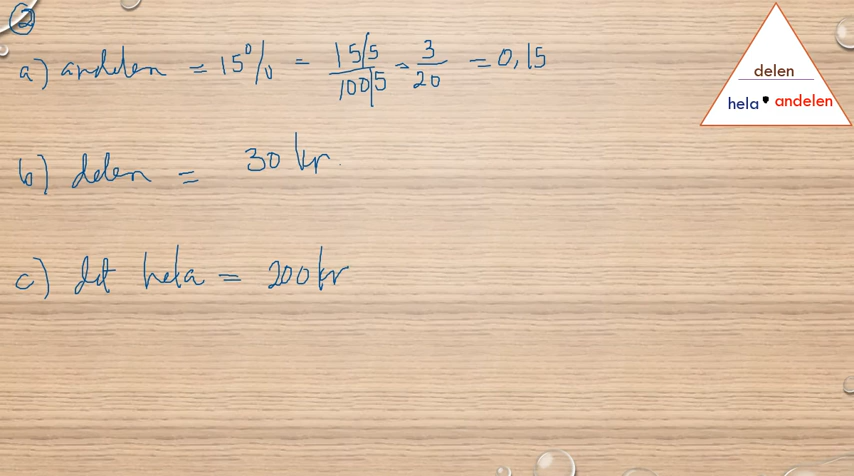 2
a) andelen = 15% = 15/5 / 100/5 = 3/20 = 0,15
b) delen = 30 kr.
c) det hela = 200 kr
delen
hela • andelen